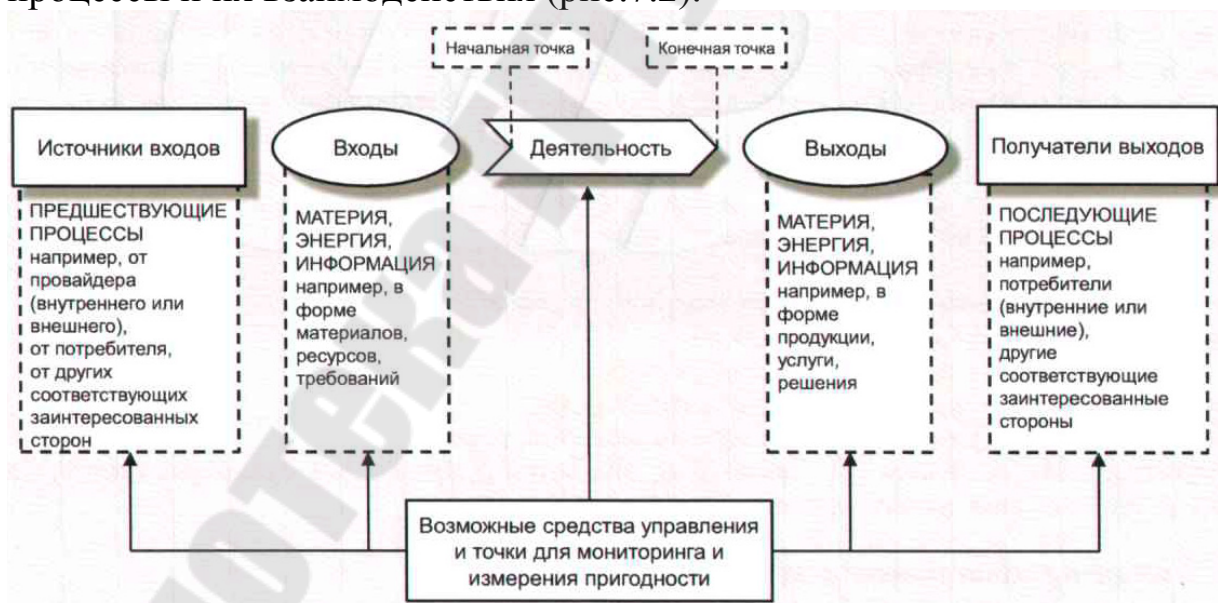 процессы и их взаимодействия (рис.7.2).
Начальная точка
Конечная точка
Источники входов
Входы
Деятельность
Выходы
Получатели выходов
ПРЕДШЕСТВУЮЩИЕ
ПРОЦЕССЫ
например, от
провайдера
(внутреннего или
внешнего),
от потребителя,
от других
соответствующих
заинтересованных
сторон
МАТЕРИЯ,
ЭНЕРГИЯ,
ИНФОРМАЦИЯ
например, в
форме
материалов,
ресурсов,
требований
МАТЕРИЯ,
ЭНЕРГИЯ,
ИНФОРМАЦИЯ
например, в
форме
продукции,
услуги,
решения
ПОСЛЕДУЮЩИЕ
ПРОЦЕССЫ
например,
потребители
(внутренние или
внешние),
другие
соответствующие
заинтересованные
стороны
Возможные средства управления
и точки для мониторинга и
измерения пригодности